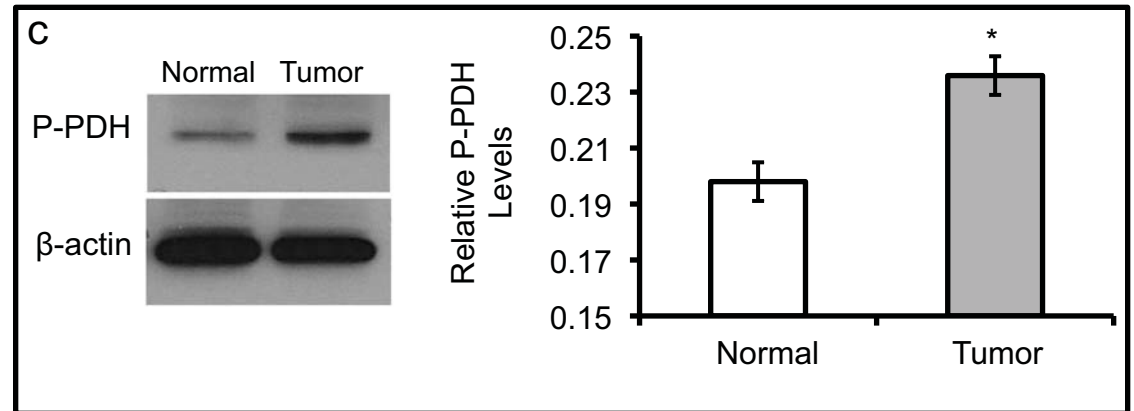 C
Normal Tumor
P-PDH
β-actin
Relative P-PDH
Levels
0.25
0.23
0.21
0.19
0.17
0.15
*
Normal
Tumor